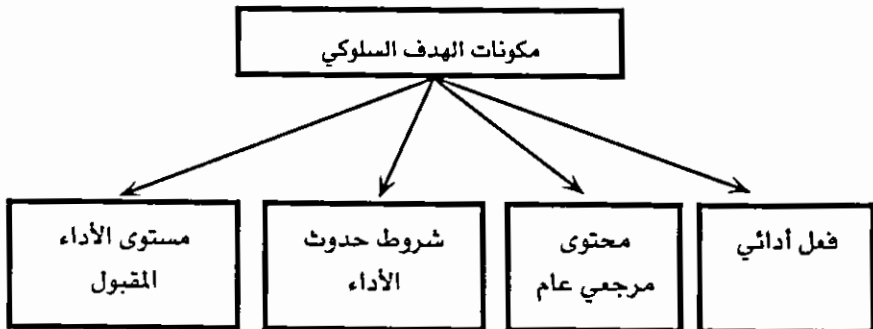 مكونات الهدف السلوكي
فعل أدائي
محتوى
مرجعي عام
شروط حدوث
الأداء
مستوى الأداء
المقبول